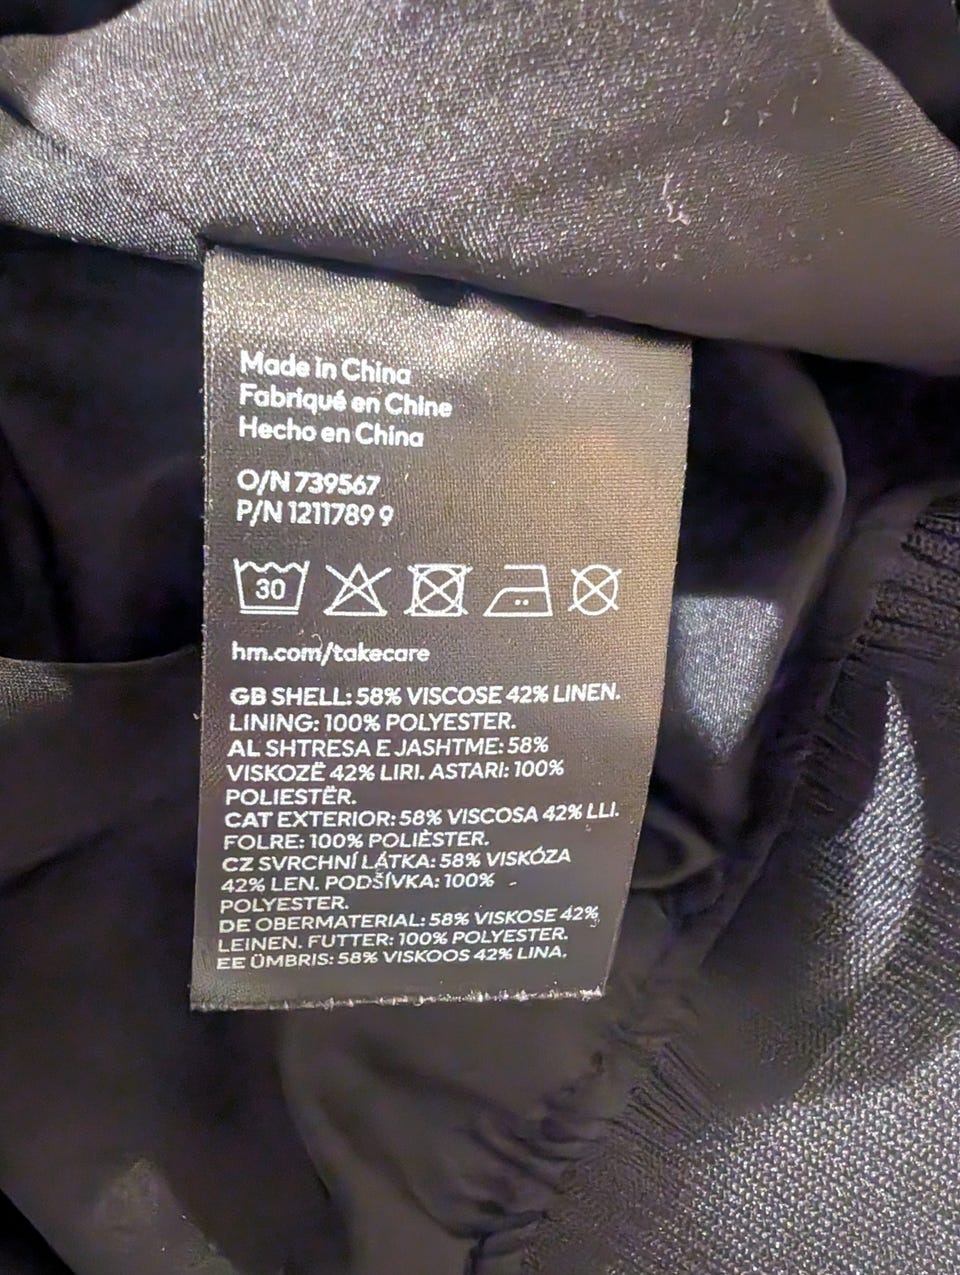 Made in China
Fabriqué en Chine
Hecho en China
O/N 739567
P/N 1211789 9
30
hm.com/takecare
GB SHELL: 58% VISCOSE 42% LINEN.
LINING: 100% POLYESTER.
AL SHTRESA E JASHTME: 58%
VISKOZË 42% LIRI. ASTARI: 100%
POLIESTËR.
CAT EXTERIOR: 58% VISCOSA 42% LLI.
FOLRE: 100% POLIÈSTER.
CZ SVRCHNÍ LÁTKA: 58% VISKÓZA
42% LEN. PODŠÍVKA: 100%
POLYESTER.
DE OBERMATERIAL: 58% VISKOSE 42%
LEINEN. FUTTER: 100% POLYESTER.
EE ÜMBRIS: 58% VISKOOS 42% LINA.